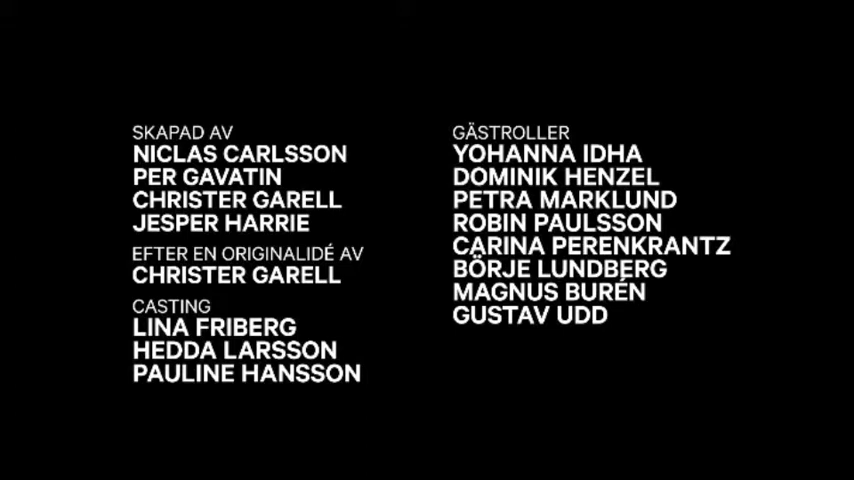 SKAPAD AV
NICLAS CARLSSON
PER GAVATIN
CHRISTER GARELL
JESPER HARRIE
EFTER EN ORIGINALIDÉ AV
CHRISTER GARELL
CASTING
LINA FRIBERG
HEDDA LARSSON
PAULINE HANSSON
GÄSTROLLER
YOHANNA IDHA
DOMINIK HENZEL
PETRA MARKLUND
ROBIN PAULSSON
CARINA PERENKRANTZ
BÖRJE LUNDBERG
MAGNUS BURÉN
GUSTAV UDD